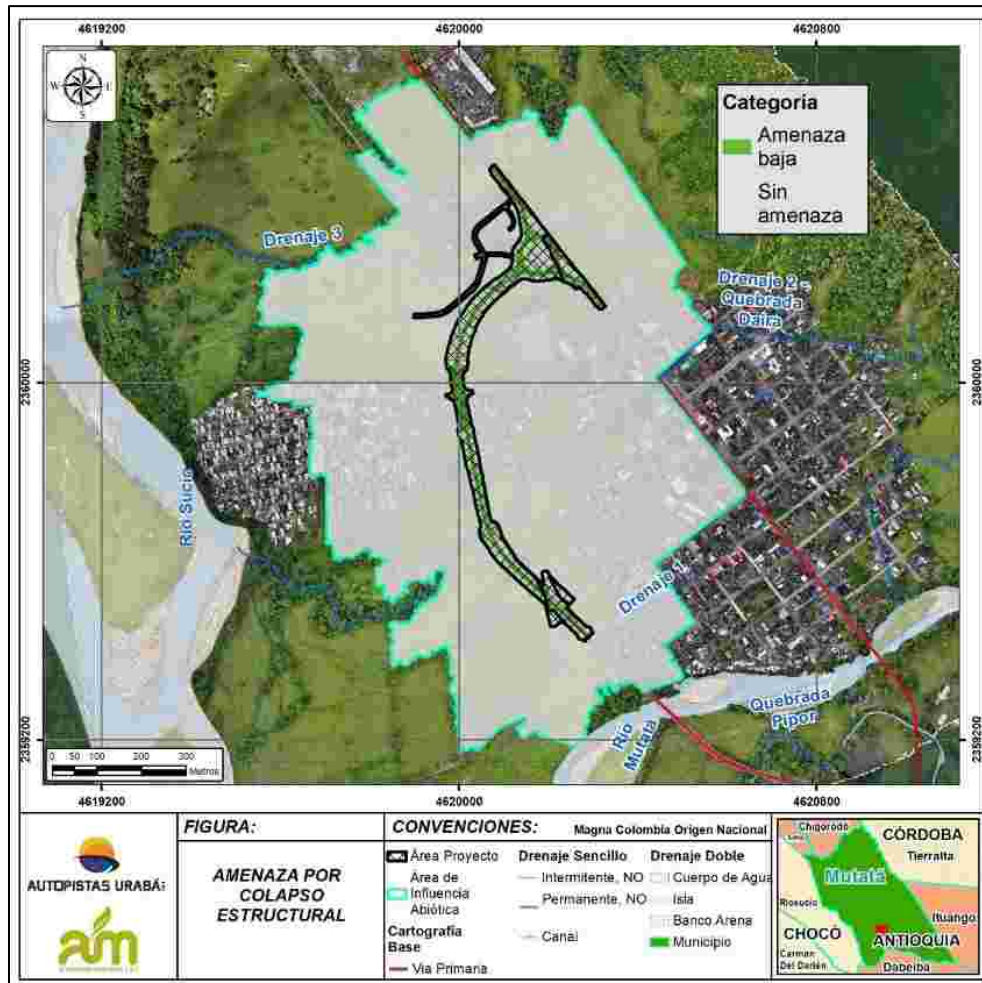 4619200
4620000
4620800
N
W
E
S
Categoría
Amenaza
baja
Sin
amenaza
Drenaje 3
Drenaje 2 -
Quebrada
Daira
2360000
2360000
Río Sucio
Drenaje 1
Quebrada
Pipor
Río
Mutatá
2359200
2359200
0 50 100 200 300
Metros
4619200
4620000
4620800
AUTOPISTAS URABÁ
aim
FIGURA:
AMENAZA POR
COLAPSO
ESTRUCTURAL
CONVENCIONES:
Magna Colombia Origen Nacional
Área Proyecto
Área de
Influencia
Abiótica
Cartografía
Base
Via Primaria
Drenaje Sencillo
Intermitente, NO
Permanente, NO
Canal
Drenaje Doble
Cuerpo de Agua
Isla
Banco Arena
Municipio
Chigorodó
CÓRDOBA
Tierralta
Mutatá
Riosucio
Ituango
CHOCÓ
ANTIOQUIA
Carmen
Del Darién
Dabeiba